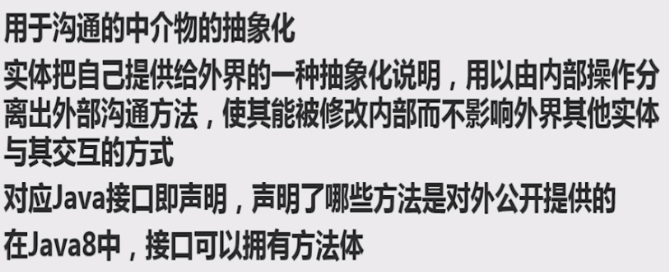 用于沟通的中介物的抽象化
实体把自己提供给外界的一种抽象化说明，用以由内部操作分
离出外部沟通方法，使其能被修改内部而不影响外界其他实体
与其交互的方式
对应Java接口即声明，声明了哪些方法是对外公开提供的
在Java8中，接口可以拥有方法体